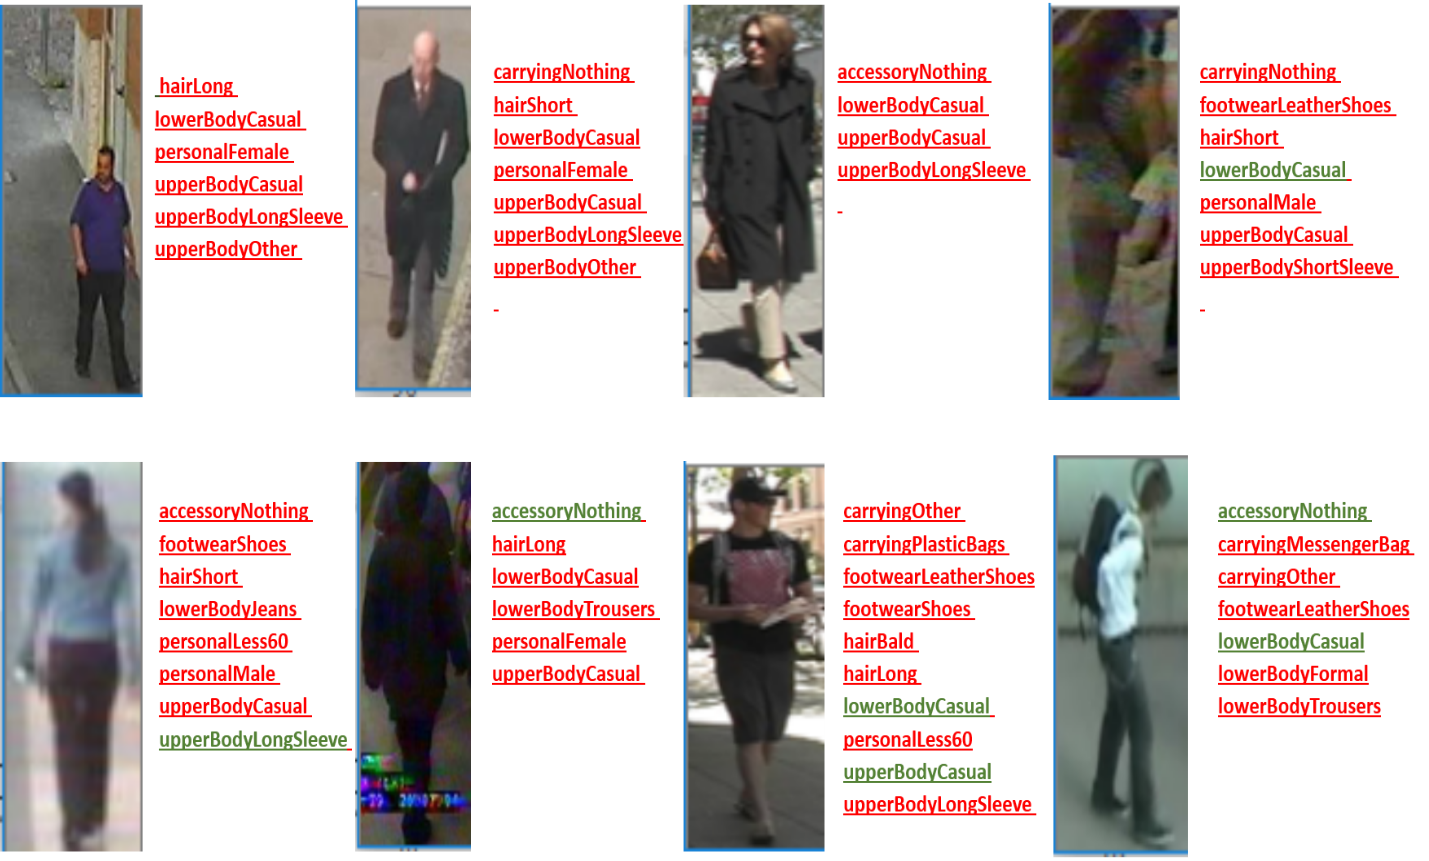 hairLong
lowerBodyCasual
personalFemale
upperBodyCasual
upperBodyLongSleeve
upperBodyOther
carryingNothing
hairShort
lowerBodyCasual
personalFemale
upperBodyCasual
upperBodyLongSleeve
upperBodyOther
accessoryNothing
lowerBodyCasual
upperBodyCasual
upperBodyLongSleeve
carryingNothing
footwearLeatherShoes
hairShort
lowerBodyCasual
personalMale
upperBodyCasual
upperBodyShortSleeve
accessoryNothing
footwearShoes
hairShort
lowerBodyJeans
personalLess60
personalMale
upperBodyCasual
upperBodyLongSleeve
accessoryNothing
hairLong
lowerBodyCasual
lowerBodyTrousers
personalFemale
upperBodyCasual
carryingOther
carryingPlasticBags
footwearLeatherShoes
footwearShoes
hairBald
hairLong
lowerBodyCasual
personalLess60
upperBodyCasual
upperBodyLongSleeve
accessoryNothing
carryingMessengerBag
carryingOther
footwearLeatherShoes
lowerBodyCasual
lowerBodyFormal
lowerBodyTrousers